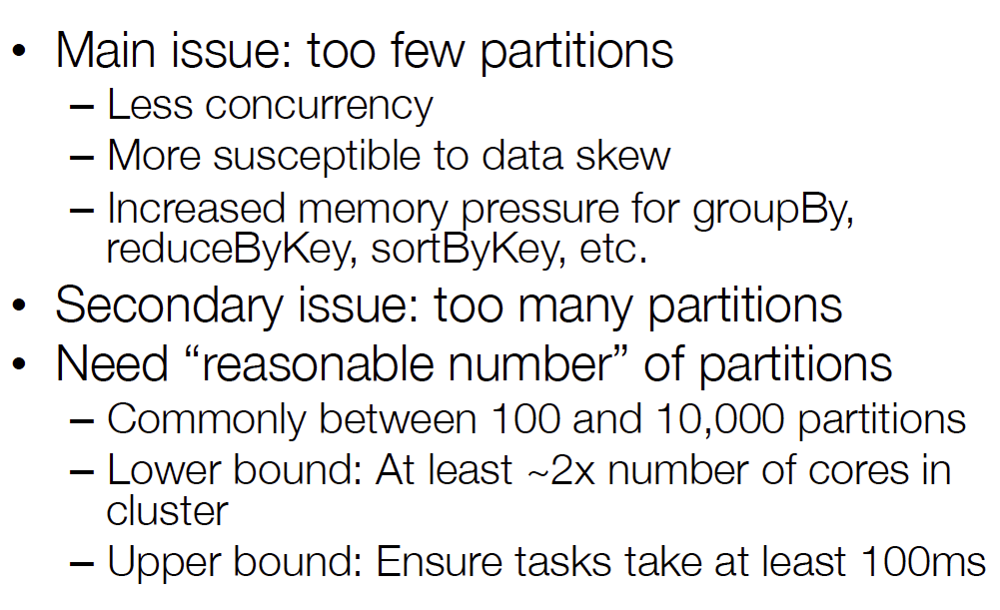 • Main issue: too few partitions
– Less concurrency
– More susceptible to data skew
– Increased memory pressure for groupBy,
reduceByKey, sortByKey, etc.
• Secondary issue: too many partitions
• Need “reasonable number” of partitions
– Commonly between 100 and 10,000 partitions
– Lower bound: At least ~2x number of cores in
cluster
– Upper bound: Ensure tasks take at least 100ms